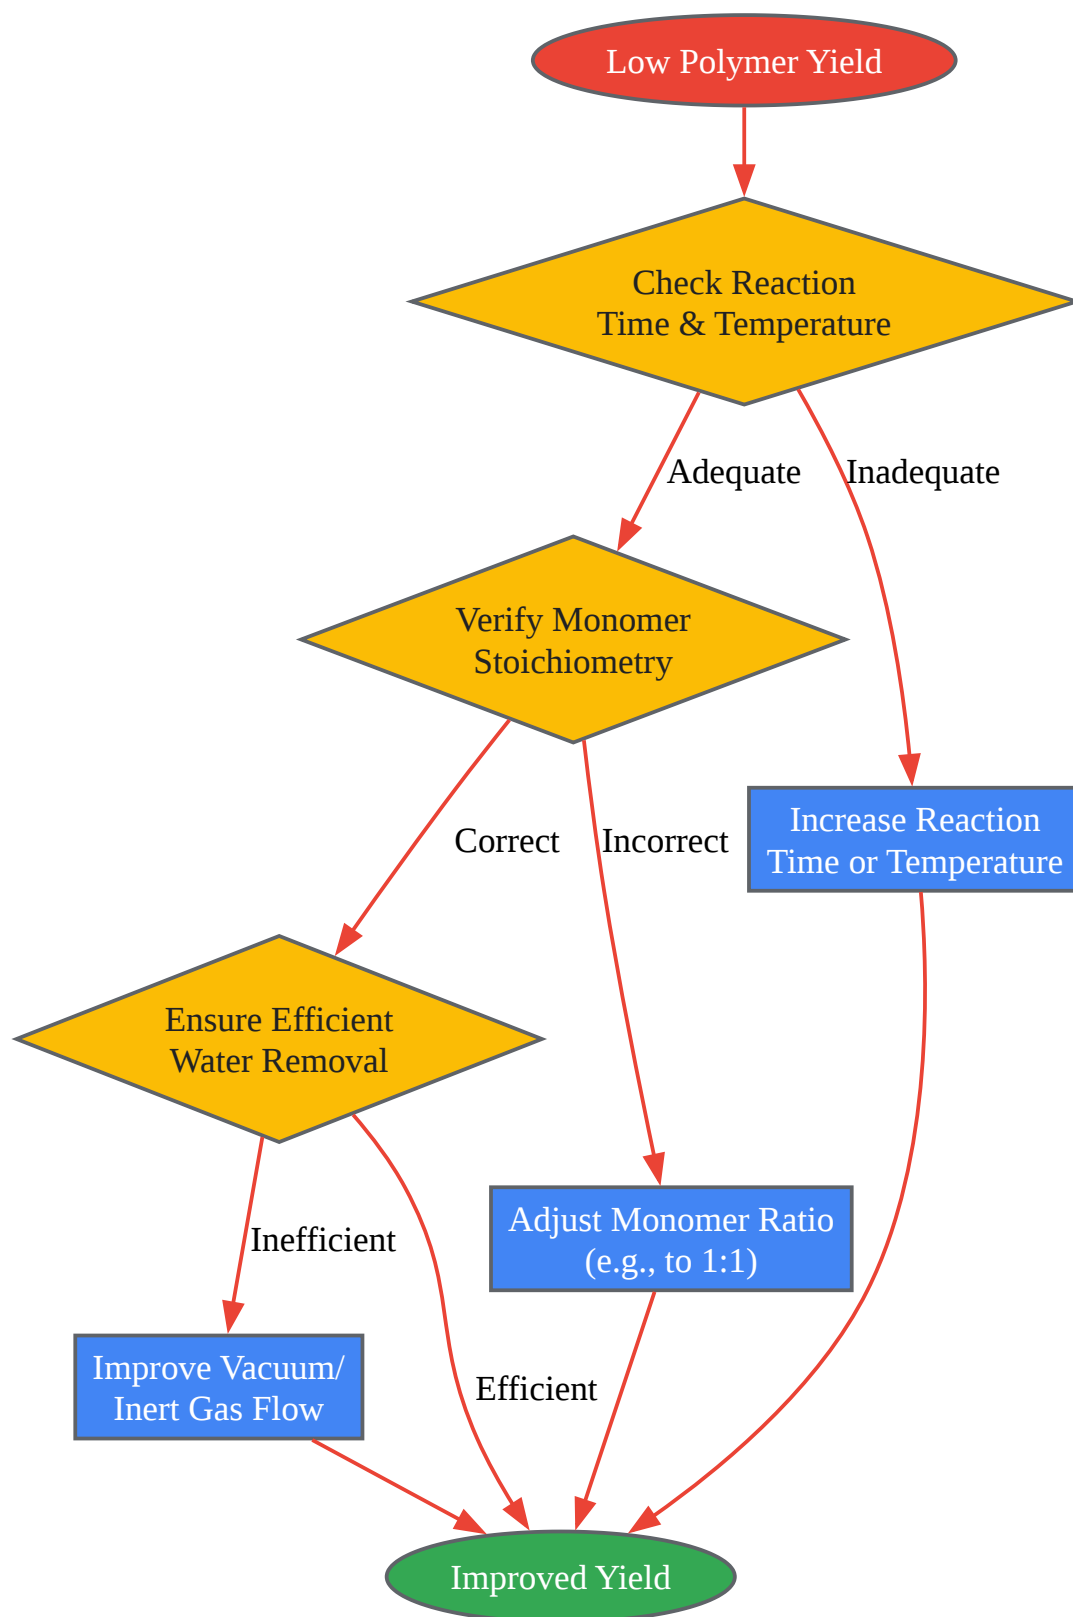 Low Polymer Yield
Check Reaction
Time & Temperature
Adequate
Inadequate
Verify Monomer
Stoichiometry
Increase Reaction
Time or Temperature
Correct
Incorrect
Ensure Efficient
Water Removal
Adjust Monomer Ratio
(e.g., to 1:1)
Inefficient
Improve Vacuum/
Inert Gas Flow
Efficient
Improved Yield